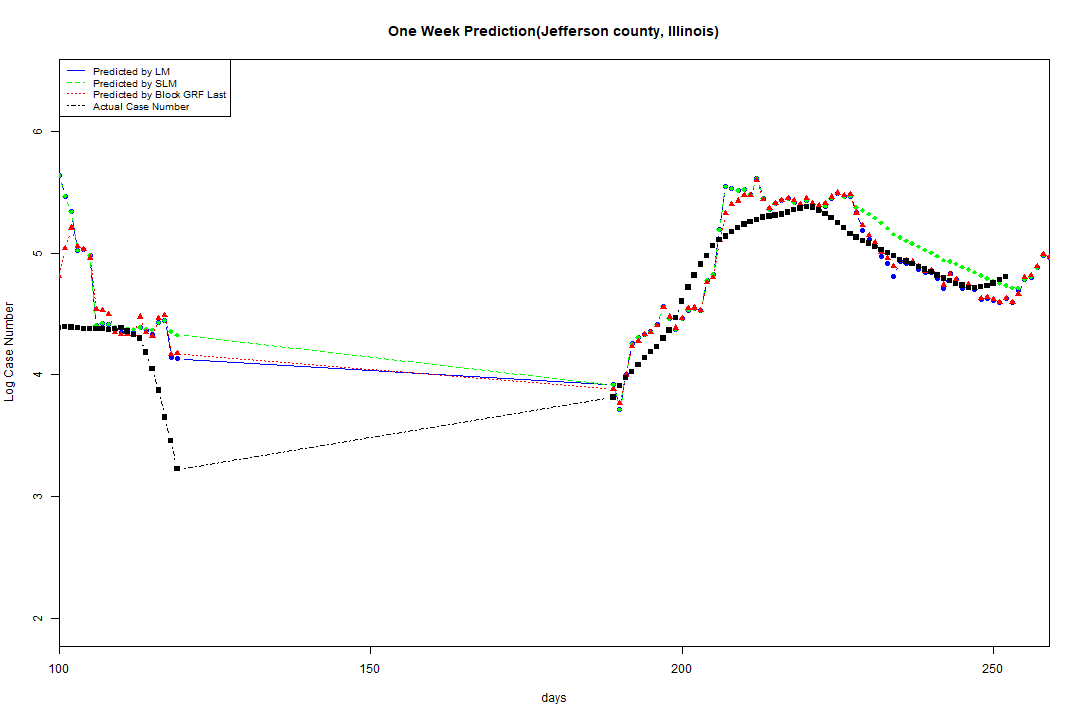 One Week Prediction(Jefferson county, Illinois)
Predicted by LM
Predicted by SLM
Predicted by Block GRF Last
Actual Case Number
6
5
4
3
2
Log Case Number
100
150
200
250
days